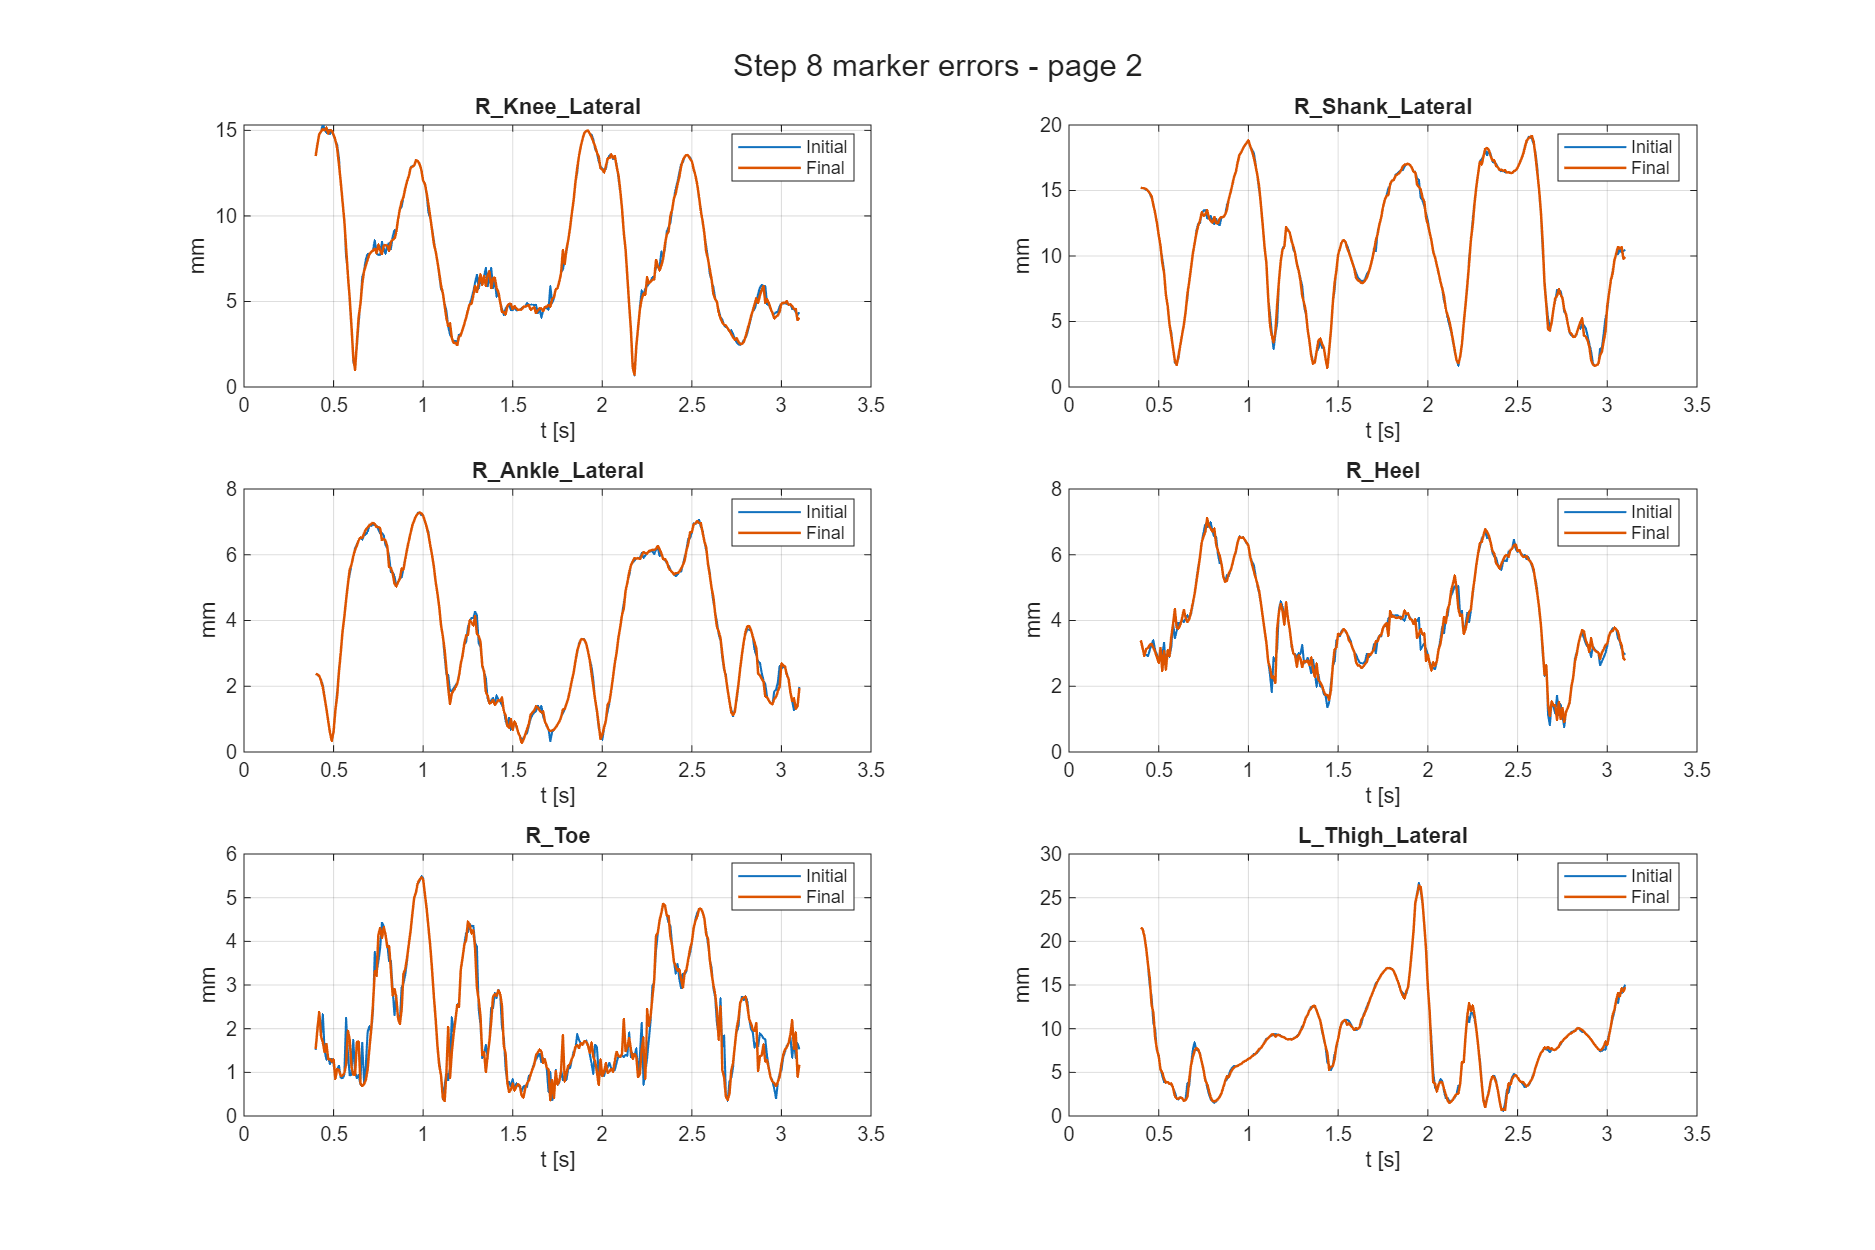 Step 8 marker errors - page 2
R_Knee_Lateral
15
10
5
0
mm
0 0.5 1 1.5 2 2.5 3 3.5
t [s]
Initial
Final
R_Shank_Lateral
20
15
10
5
0
mm
0 0.5 1 1.5 2 2.5 3 3.5
t [s]
Initial
Final
R_Ankle_Lateral
8
6
4
2
0
mm
0 0.5 1 1.5 2 2.5 3 3.5
t [s]
Initial
Final
R_Heel
8
6
4
2
0
mm
0 0.5 1 1.5 2 2.5 3 3.5
t [s]
Initial
Final
R_Toe
6
5
4
3
2
1
0
mm
0 0.5 1 1.5 2 2.5 3 3.5
t [s]
Initial
Final
L_Thigh_Lateral
30
25
20
15
10
5
0
mm
0 0.5 1 1.5 2 2.5 3 3.5
t [s]
Initial
Final